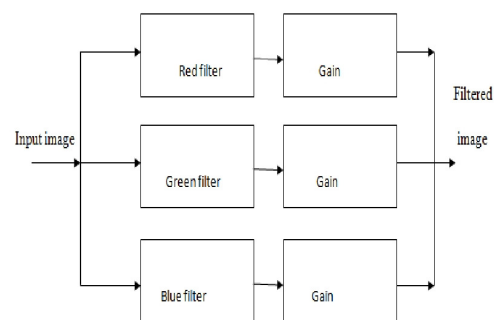 Red filter
Gain
Filtered
image
Input image
Green filter
Gain
Blue filter
Gain